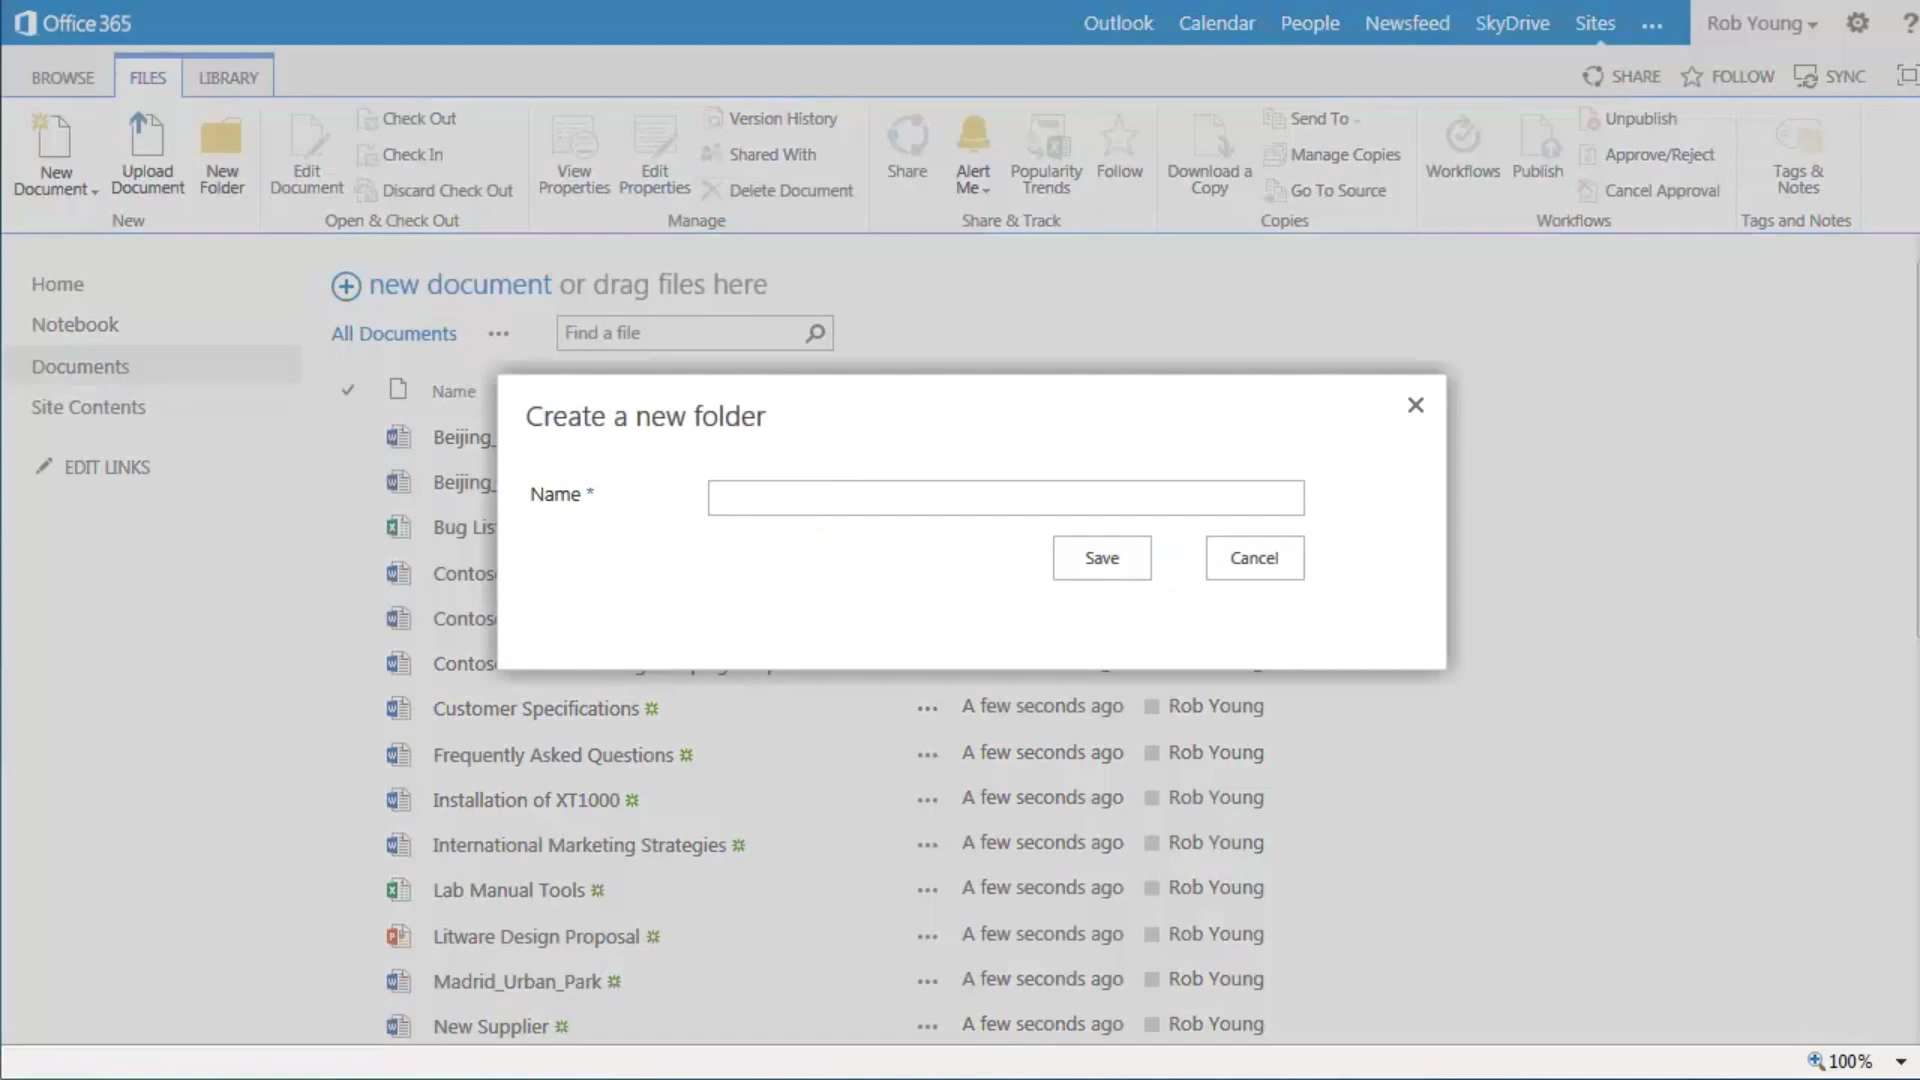 Office 365
Outlook Calendar People Newsfeed SkyDrive Sites ... Rob Young ?
BROWSE FILES LIBRARY SHARE FOLLOW SYNC
New Document
Upload Document
New Folder
New
Edit Document
Check Out
Check In
Discard Check Out
Open & Check Out
View Properties
Edit Properties
Version History
Shared With
Delete Document
Manage
Share
Alert Me
Popularity Trends
Follow
Share & Track
Download a Copy
Send To
Manage Copies
Go To Source
Copies
Workflows
Publish
Unpublish
Approve/Reject
Cancel Approval
Workflows
Tags & Notes
Tags and Notes
Home
Notebook
Documents
Site Contents
EDIT LINKS
new document or drag files here
All Documents ... Find a file
Name
Create a new folder
Name *
Save Cancel
Beijing_
Beijing_
Bug Lis
Contos
Contos
Contos
Customer Specifications ... A few seconds ago Rob Young
Frequently Asked Questions ... A few seconds ago Rob Young
Installation of XT1000 ... A few seconds ago Rob Young
International Marketing Strategies ... A few seconds ago Rob Young
Lab Manual Tools ... A few seconds ago Rob Young
Litware Design Proposal ... A few seconds ago Rob Young
Madrid_Urban_Park ... A few seconds ago Rob Young
New Supplier ... A few seconds ago Rob Young
100%